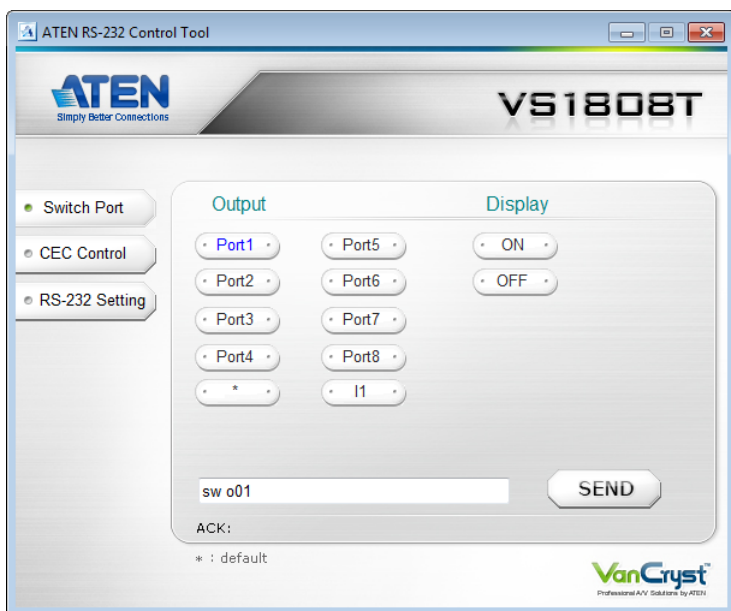 ATEN RS-232 Control Tool
ATEN
Simply Better Connections
VS1808T
Switch Port
CEC Control
RS-232 Setting
Output
Display
Port1
Port5
ON
Port2
Port6
OFF
Port3
Port7
Port4
Port8
*
I1
sw o01
SEND
ACK:
* : default
VanCryst™
Professional A/V Solutions by ATEN